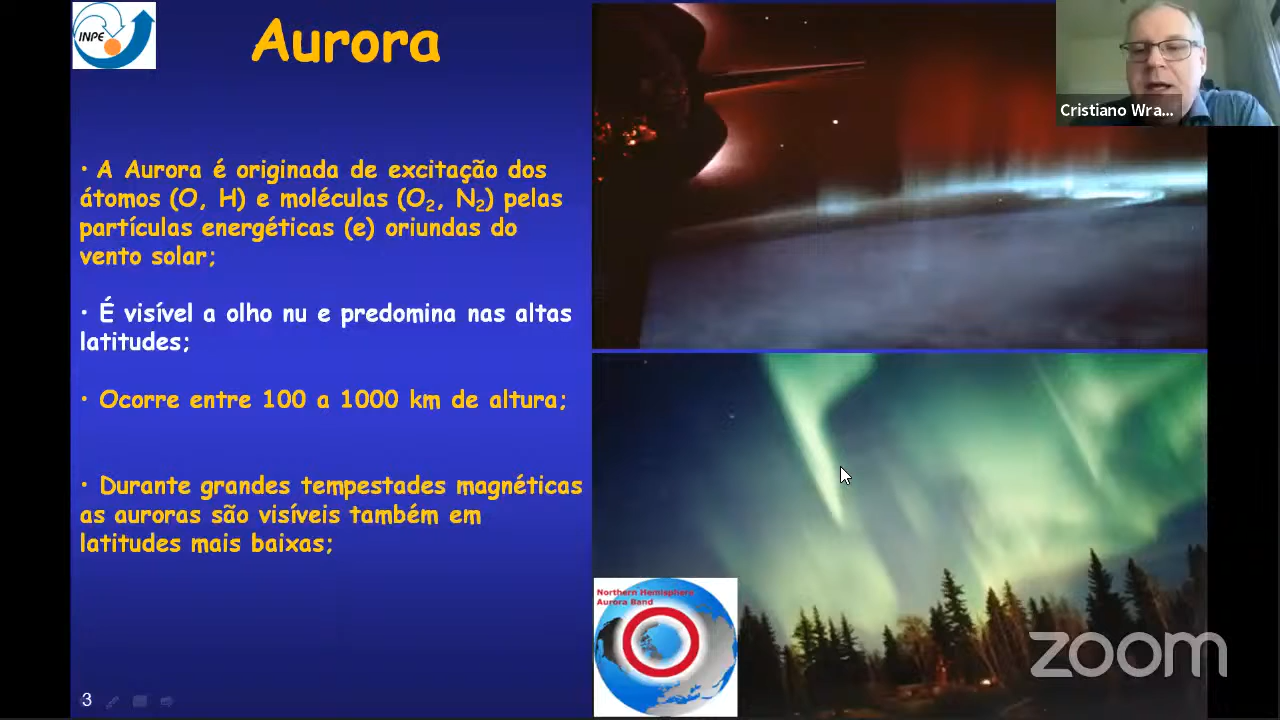 INPE
Aurora
Cristiano Wra...
• A Aurora é originada de excitação dos
átomos (O, H) e moléculas (O₂, N₂) pelas
partículas energéticas (e) oriundas do
vento solar;
• É visível a olho nu e predomina nas altas
latitudes;
• Ocorre entre 100 a 1000 km de altura;
• Durante grandes tempestades magnéticas
as auroras são visíveis também em
latitudes mais baixas;
Northern Hemisphere
Aurora Band
zoom
3